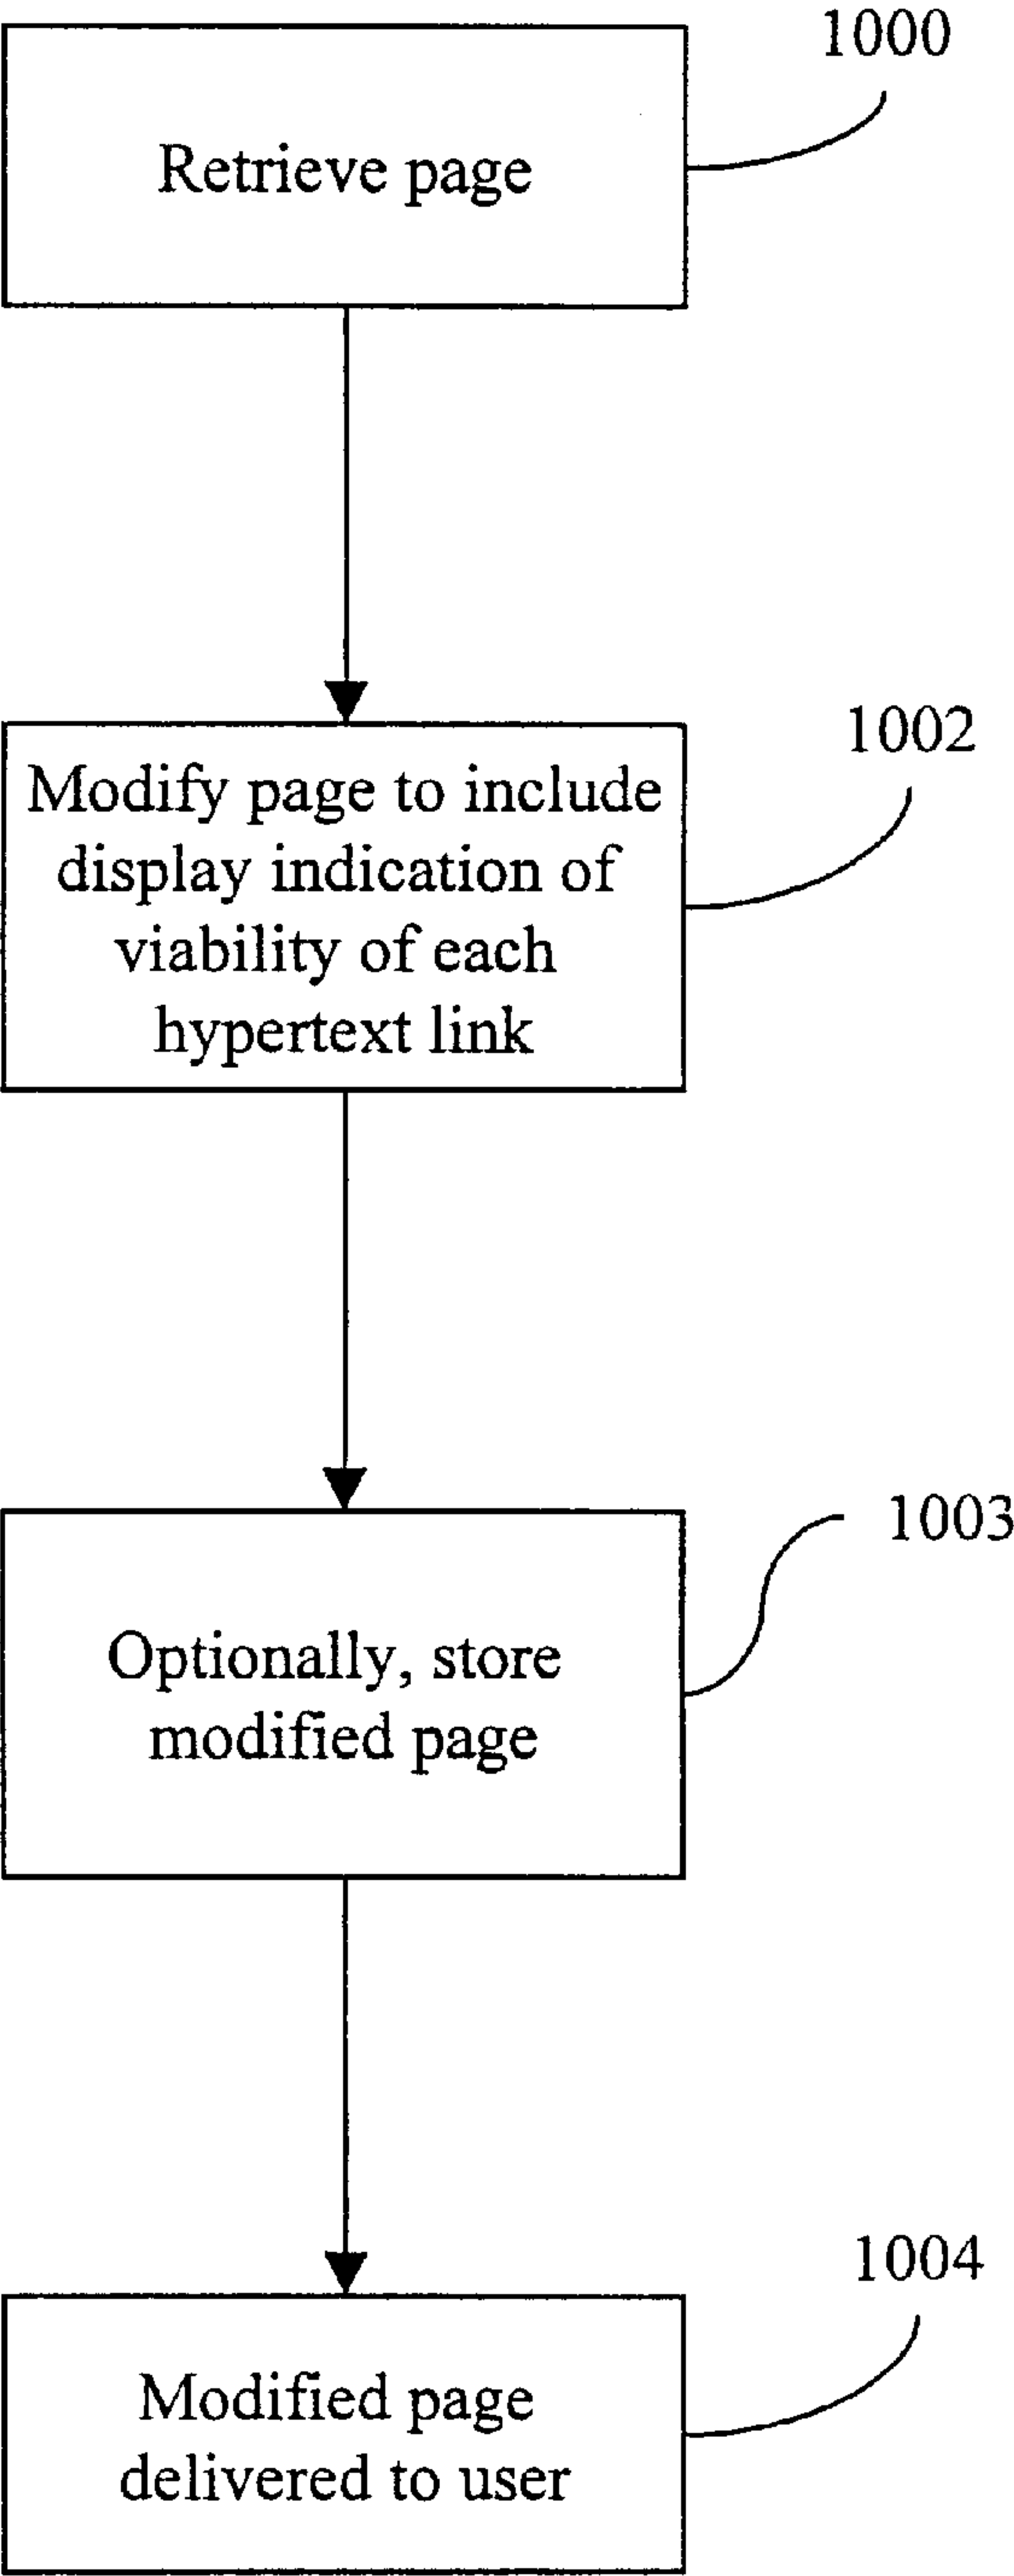 1000
Retrieve page
1002
Modify page to include
display indication of
viability of each
hypertext link
1003
Optionally, store
modified page
1004
Modified page
delivered to user